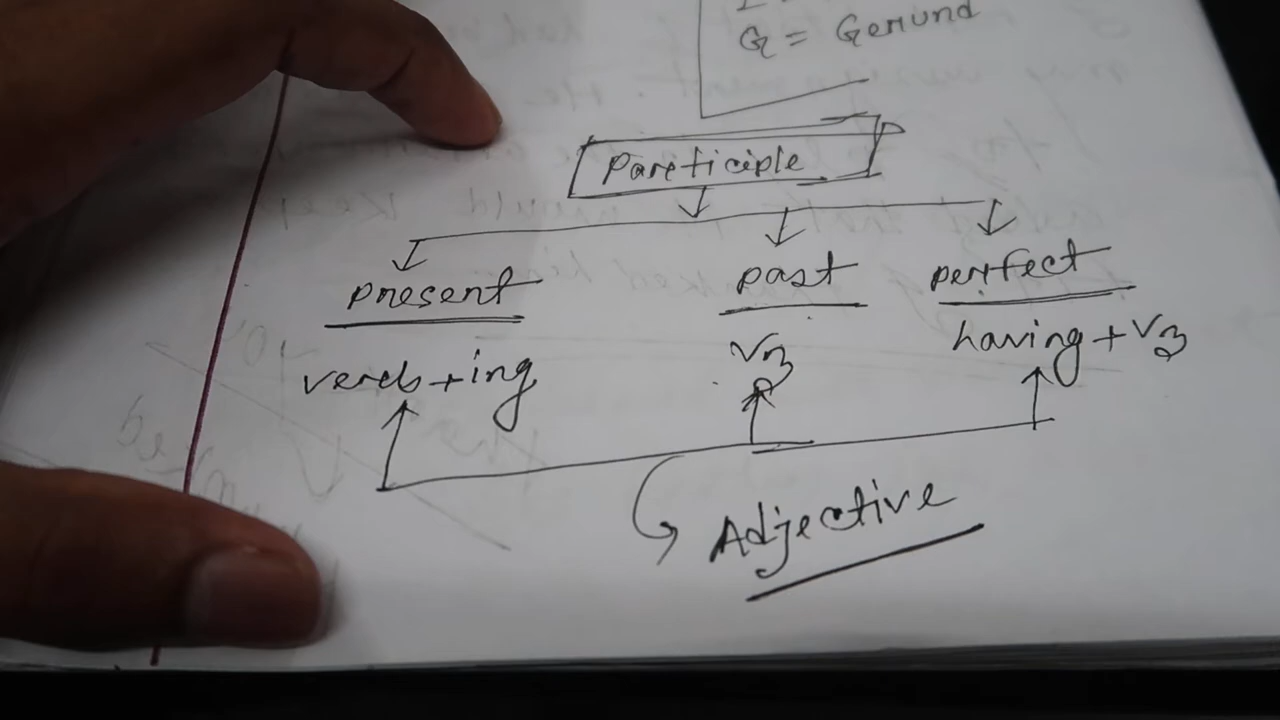 G = Gerund
Participle
present past perfect
verb+ing V3 having+V3
Adjective